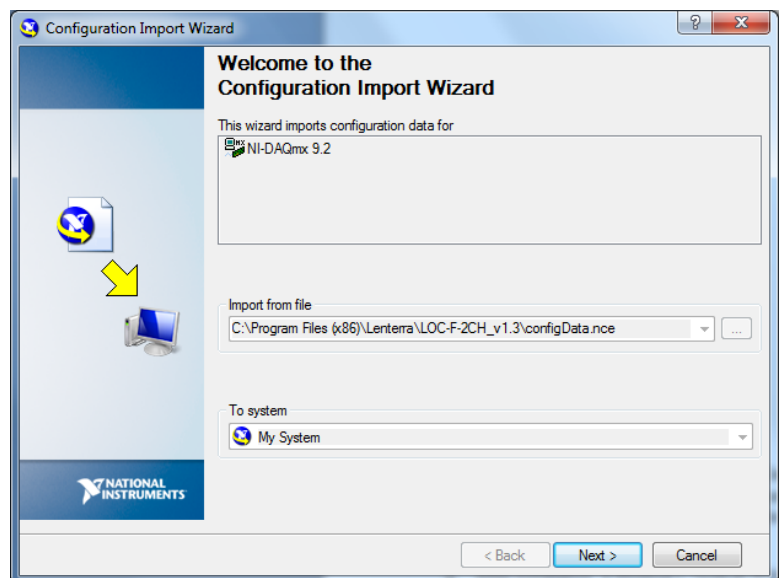 Configuration Import Wizard
Welcome to the
Configuration Import Wizard
This wizard imports configuration data for
NI-DAQmx 9.2
Import from file
C:\Program Files (x86)\Lenterra\LOC-F-2CH_v1.3\configData.nce
...
To system
My System
NATIONAL
INSTRUMENTS
< Back
Next >
Cancel